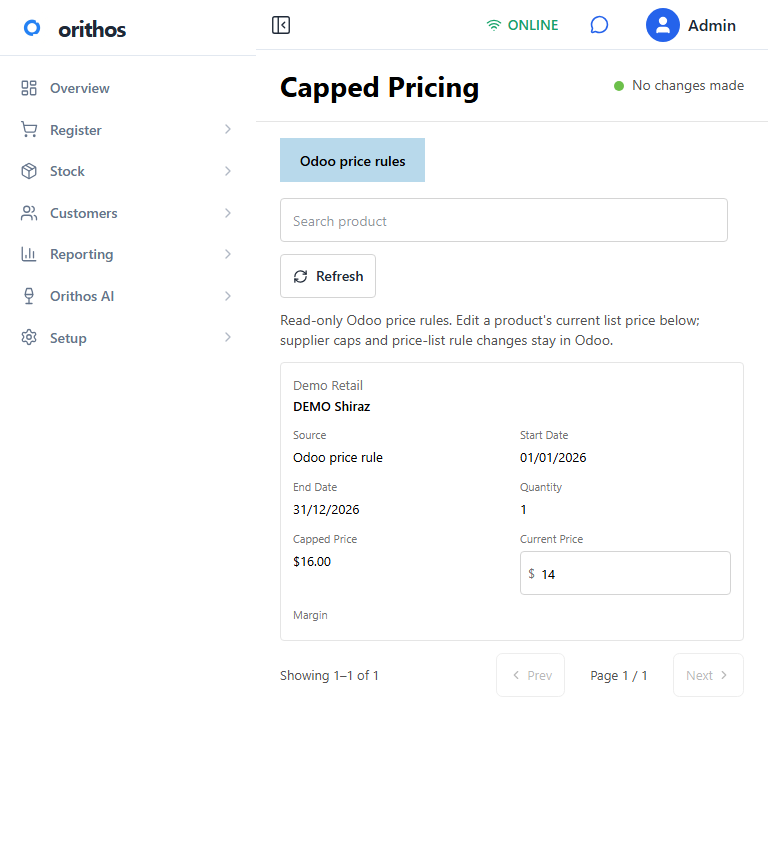 orithos
ONLINE
Admin
Overview
Register
Stock
Customers
Reporting
Orithos AI
Setup
Capped Pricing
No changes made
Odoo price rules
Search product
Refresh
Read-only Odoo price rules. Edit a product's current list price below;
supplier caps and price-list rule changes stay in Odoo.
Demo Retail
DEMO Shiraz
Source
Odoo price rule
Start Date
01/01/2026
End Date
31/12/2026
Quantity
1
Capped Price
$16.00
Current Price
$ 14
Margin
Showing 1–1 of 1
Prev
Page 1 / 1
Next